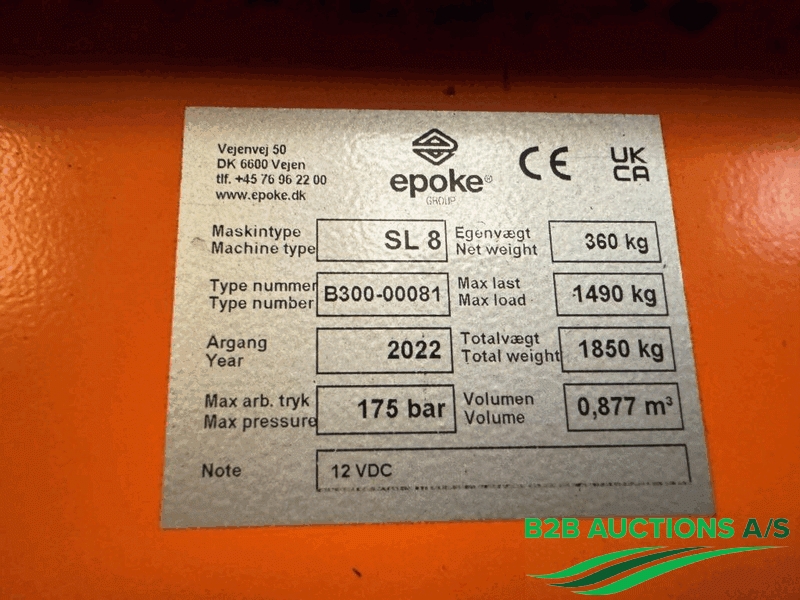 Vejenvej 50
DK 6600 Vejen
tlf. +45 76 96 22 00
www.epoke.dk
epoke®
GROUP
CE
UK
CA
Maskintype
Machine type
SL 8
Egenvægt
Net weight
360 kg
Type nummer
Type number
B300-00081
Max last
Max load
1490 kg
Argang
Year
2022
Totalvægt
Total weight
1850 kg
Max arb. tryk
Max pressure
175 bar
Volumen
Volume
0,877 m³
Note
12 VDC
B2B AUCTIONS A/S